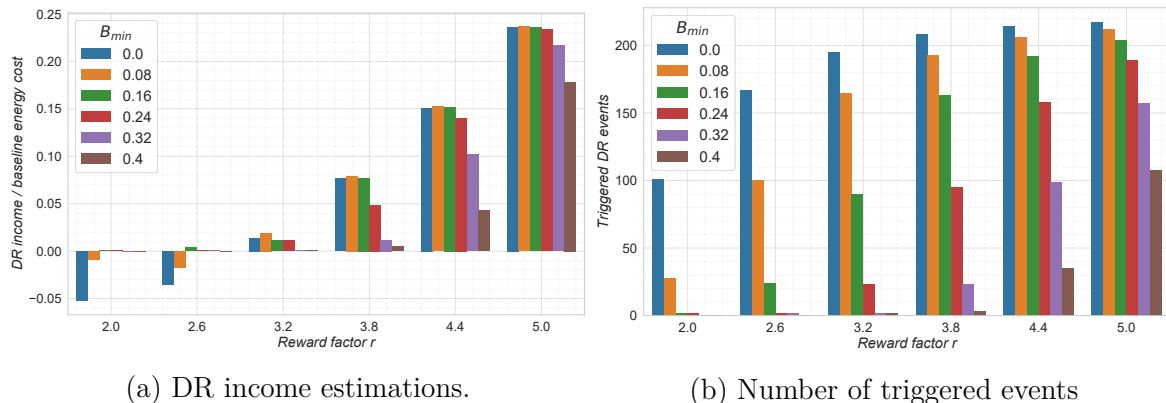 0.25
0.20
0.15
0.10
0.05
0.00
−0.05
DR income / baseline energy cost
B_min
0.0
0.08
0.16
0.24
0.32
0.4
2.0 2.6 3.2 3.8 4.4 5.0
Reward factor r
(a) DR income estimations.
200
150
100
50
0
Triggered DR events
B_min
0.0
0.08
0.16
0.24
0.32
0.4
2.0 2.6 3.2 3.8 4.4 5.0
Reward factor r
(b) Number of triggered events